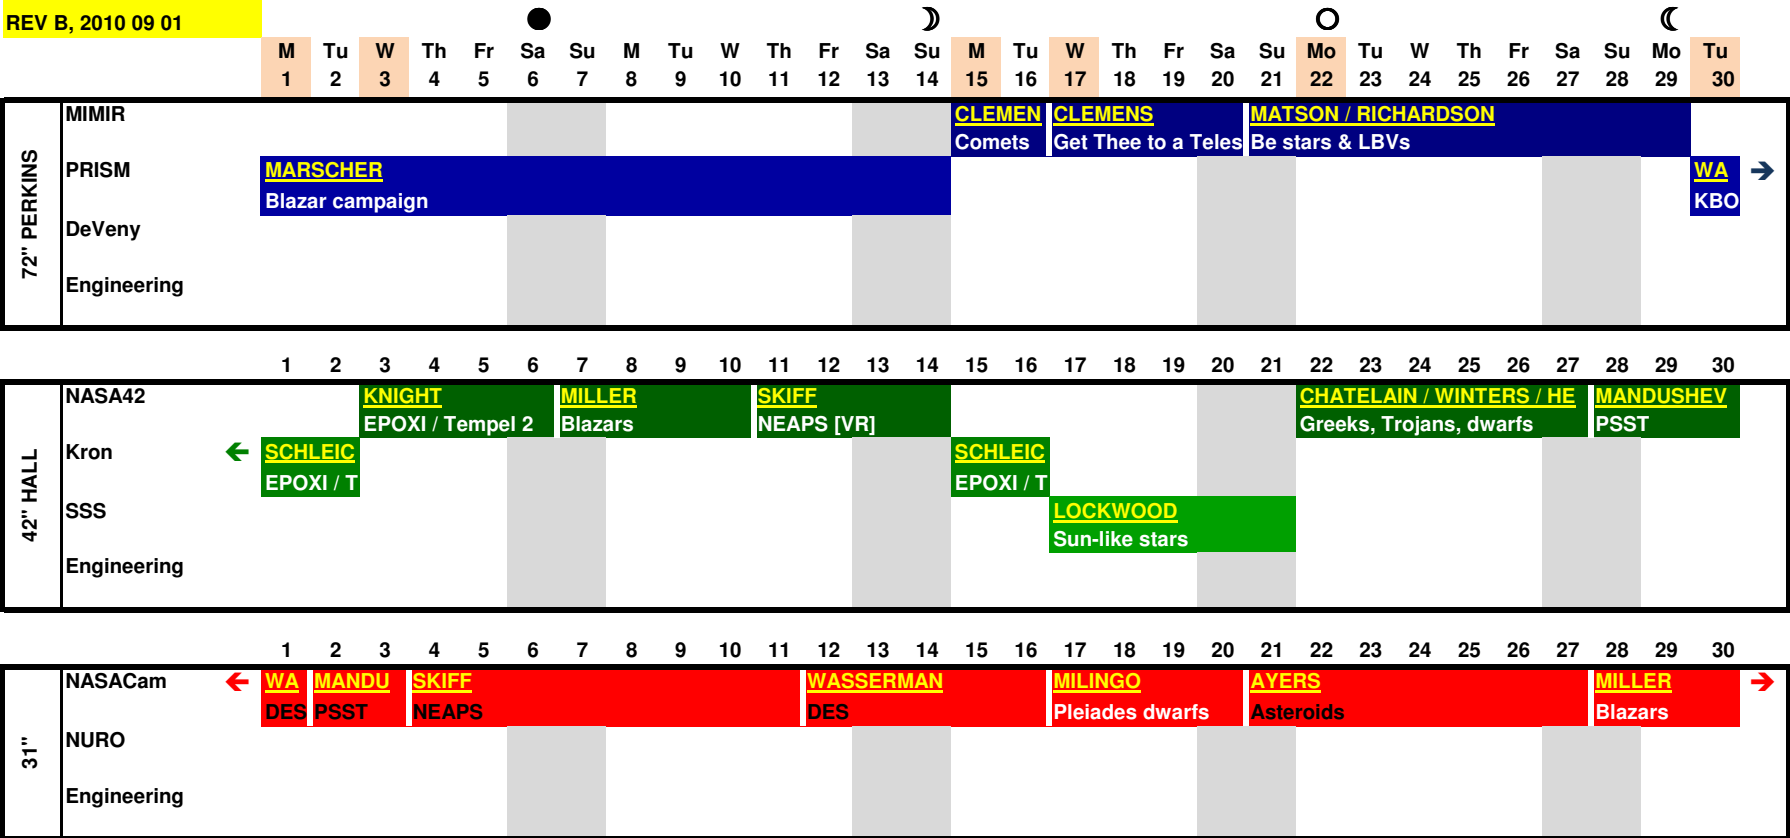 REV B, 2010 09 01
M Tu W Th Fr Sa Su M Tu W Th Fr Sa Su M Tu W Th Fr Sa Su Mo Tu W Th Fr Sa Su Mo Tu
1 2 3 4 5 6 7 8 9 10 11 12 13 14 15 16 17 18 19 20 21 22 23 24 25 26 27 28 29 30
72" PERKINS
MIMIR CLEMEN CLEMENS MATSON / RICHARDSON
Comets Get Thee to a Teles Be stars & LBVs
PRISM MARSCHER WA
Blazar campaign KBO
DeVeny
Engineering
1 2 3 4 5 6 7 8 9 10 11 12 13 14 15 16 17 18 19 20 21 22 23 24 25 26 27 28 29 30
42" HALL
NASA42 KNIGHT MILLER SKIFF CHATELAIN / WINTERS / HE MANDUSHEV
EPOXI / Tempel 2 Blazars NEAPS [VR] Greeks, Trojans, dwarfs PSST
Kron SCHLEIC SCHLEIC
EPOXI / T EPOXI / T
SSS LOCKWOOD
Sun-like stars
Engineering
1 2 3 4 5 6 7 8 9 10 11 12 13 14 15 16 17 18 19 20 21 22 23 24 25 26 27 28 29 30
31"
NASACam WA MANDU SKIFF WASSERMAN MILINGO AYERS MILLER
DES PSST NEAPS DES Pleiades dwarfs Asteroids Blazars
NURO
Engineering